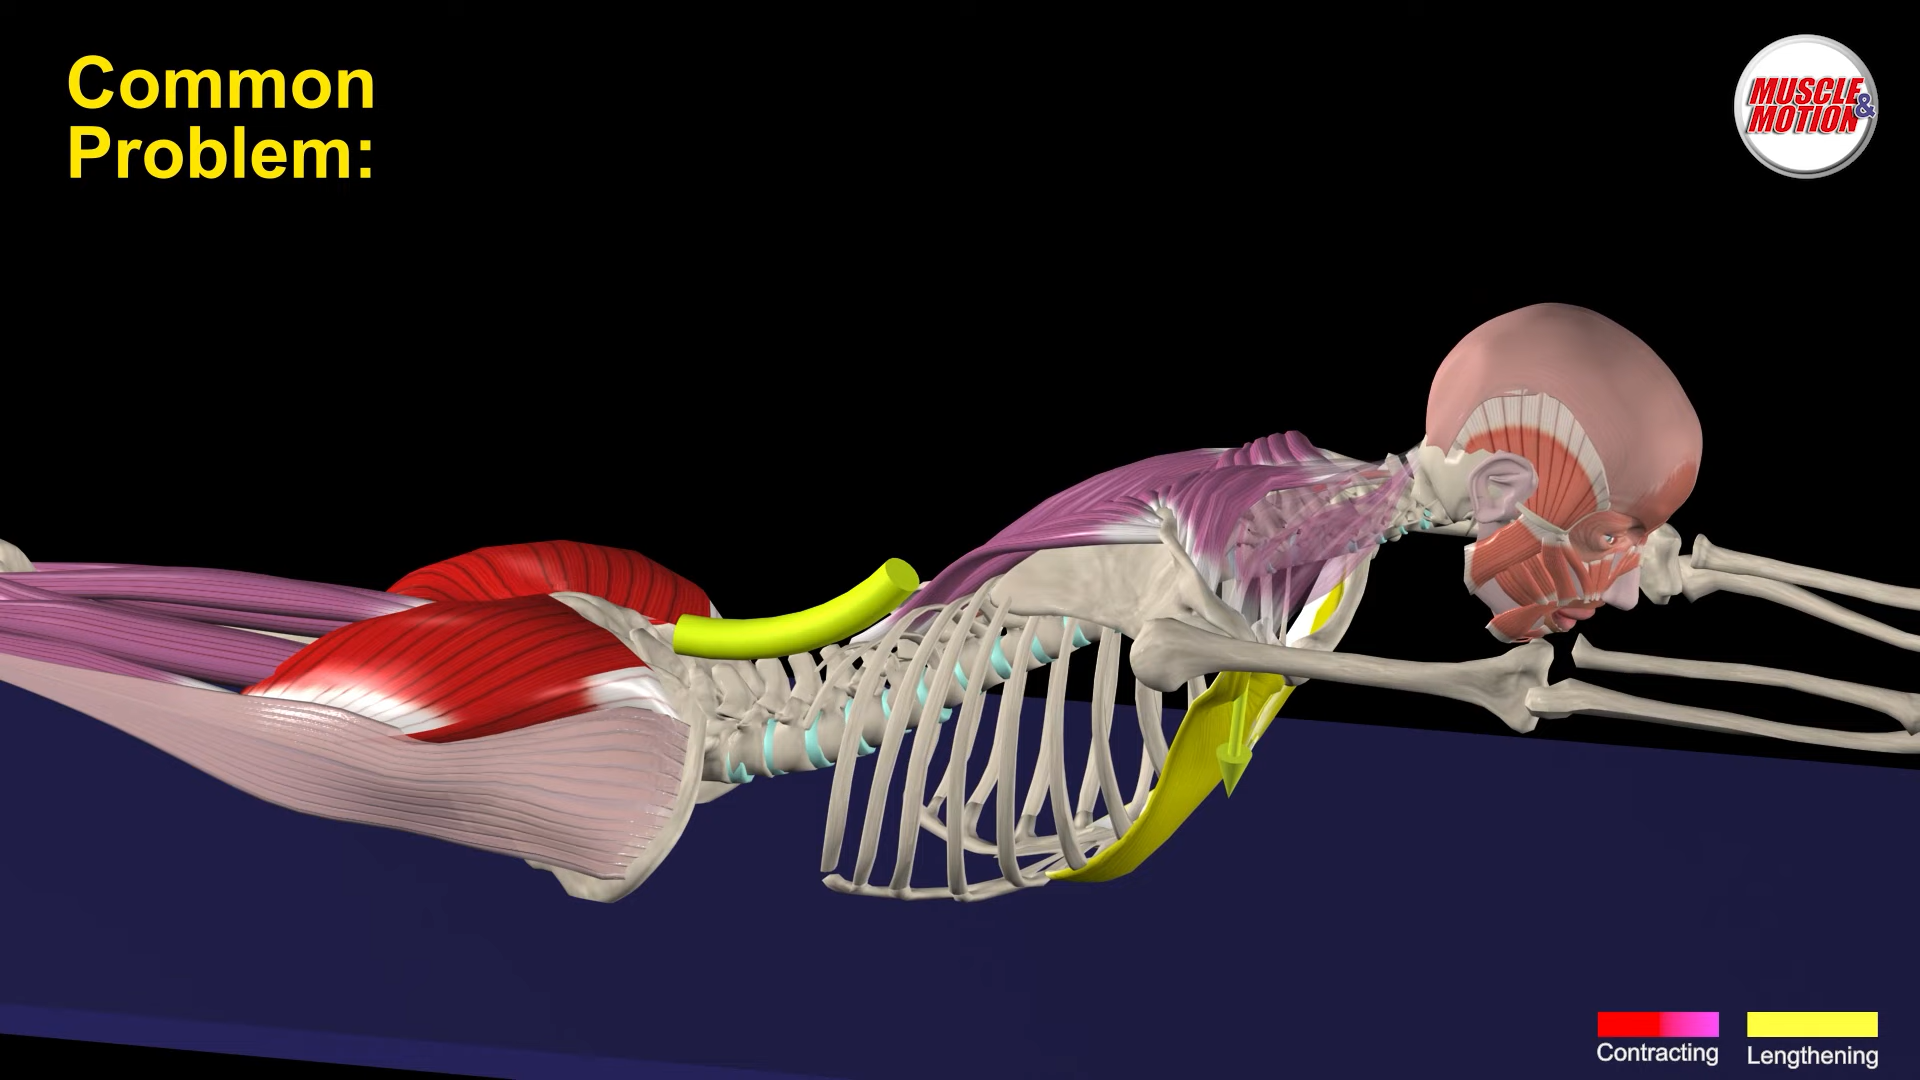 Common
Problem:
MUSCLE &
MOTION
Contracting
Lengthening